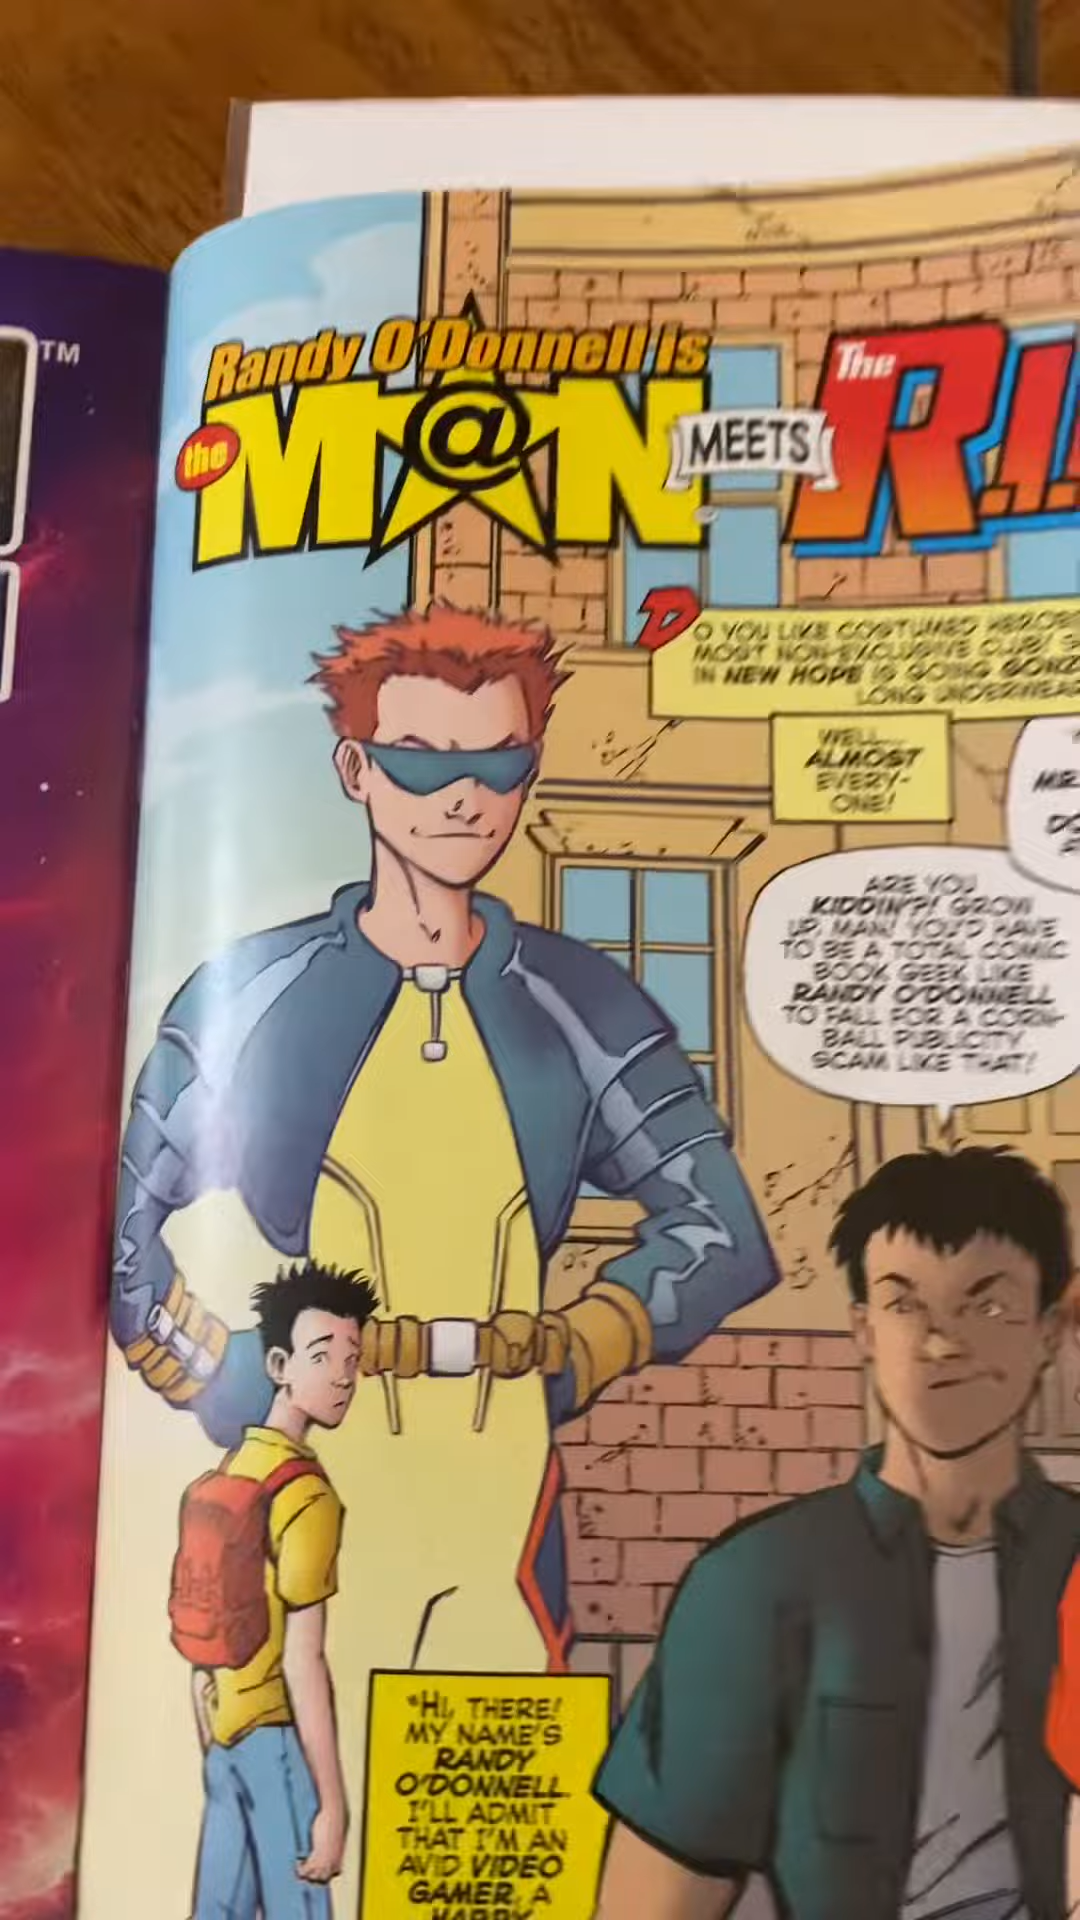 TM
Randy O'Donnell is
the M@N MEETS The R.I.
DO YOU LIKE COSTUMED HEROES
MOST NON-EXCLUSIVE CLUB!
IN NEW HOPE IS GOING
LONG UNDERWEAR
WELL...
ALMOST
EVERY-
ONE!
ARE YOU
KIDDIN'?! GROW
UP, MAN! YOU'D HAVE
TO BE A TOTAL COMIC
BOOK GEEK LIKE
RANDY O'DONNELL
TO FALL FOR A CORN-
BALL PUBLICITY
SCAM LIKE THAT!
"HI, THERE!
MY NAME'S
RANDY
O'DONNELL.
I'LL ADMIT
THAT I'M AN
AVID VIDEO
GAMER, A
HARRY